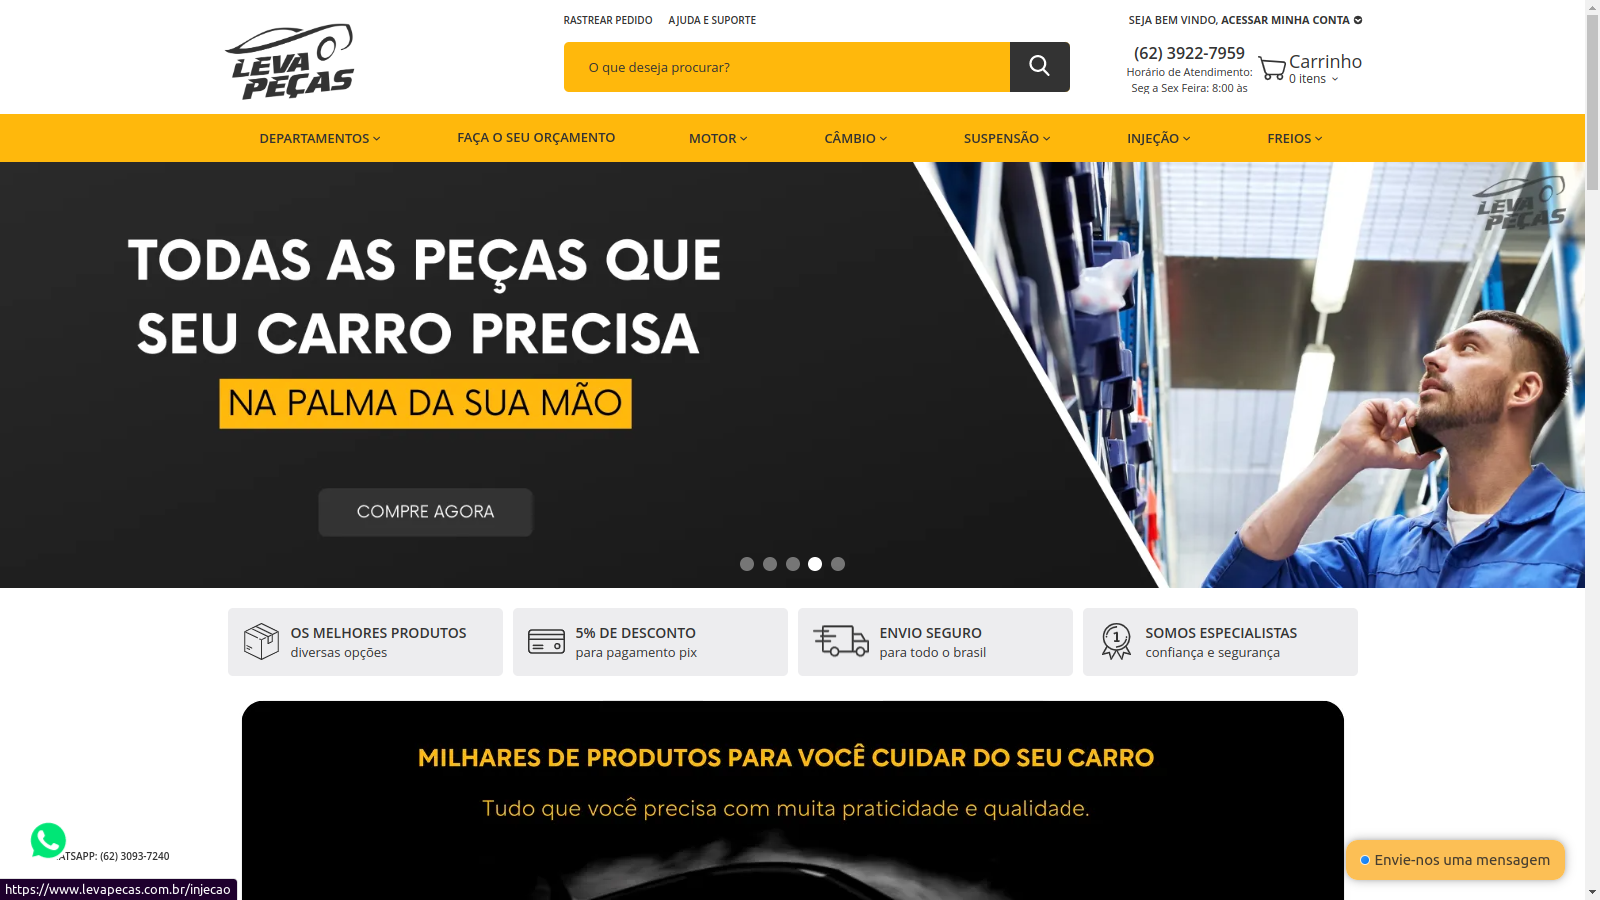 RASTREAR PEDIDO AJUDA E SUPORTE
SEJA BEM VINDO, ACESSAR MINHA CONTA
LEVA
PEÇAS
O que deseja procurar?
(62) 3922-7959
Horário de Atendimento:
Seg a Sex Feira: 8:00 às
Carrinho
0 itens
DEPARTAMENTOS FAÇA O SEU ORÇAMENTO MOTOR CÂMBIO SUSPENSÃO INJEÇÃO FREIOS
LEVA
PEÇAS
TODAS AS PEÇAS QUE
SEU CARRO PRECISA
NA PALMA DA SUA MÃO
COMPRE AGORA
OS MELHORES PRODUTOS
diversas opções
5% DE DESCONTO
para pagamento pix
ENVIO SEGURO
para todo o brasil
1
SOMOS ESPECIALISTAS
confiança e segurança
MILHARES DE PRODUTOS PARA VOCÊ CUIDAR DO SEU CARRO
Tudo que você precisa com muita praticidade e qualidade.
ATSAPP: (62) 3093-7240
Envie-nos uma mensagem
https://www.levapecas.com.br/injecao